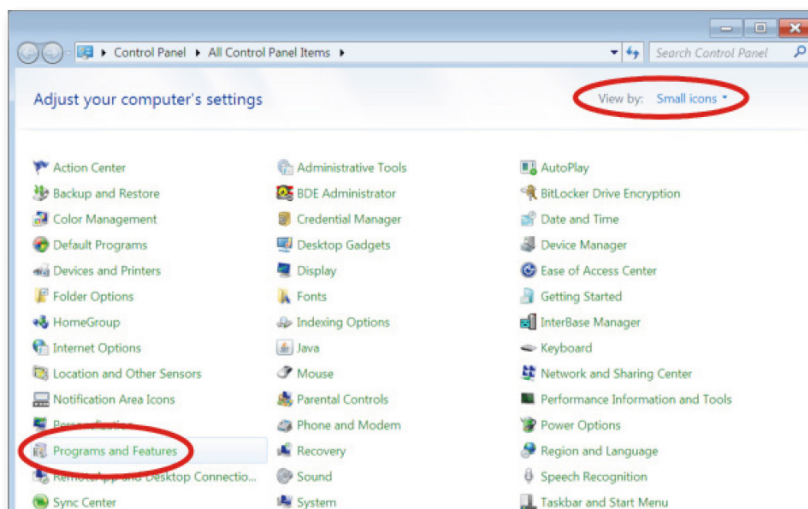 Control Panel All Control Panel Items Search Control Panel
Adjust your computer's settings View by: Small icons
Action Center Administrative Tools AutoPlay
Backup and Restore BDE Administrator BitLocker Drive Encryption
Color Management Credential Manager Date and Time
Default Programs Desktop Gadgets Device Manager
Devices and Printers Display Ease of Access Center
Folder Options Fonts Getting Started
HomeGroup Indexing Options InterBase Manager
Internet Options Java Keyboard
Location and Other Sensors Mouse Network and Sharing Center
Notification Area Icons Parental Controls Performance Information and Tools
Personalization Phone and Modem Power Options
Programs and Features Recovery Region and Language
RemoteApp and Desktop Connectio... Sound Speech Recognition
Sync Center System Taskbar and Start Menu